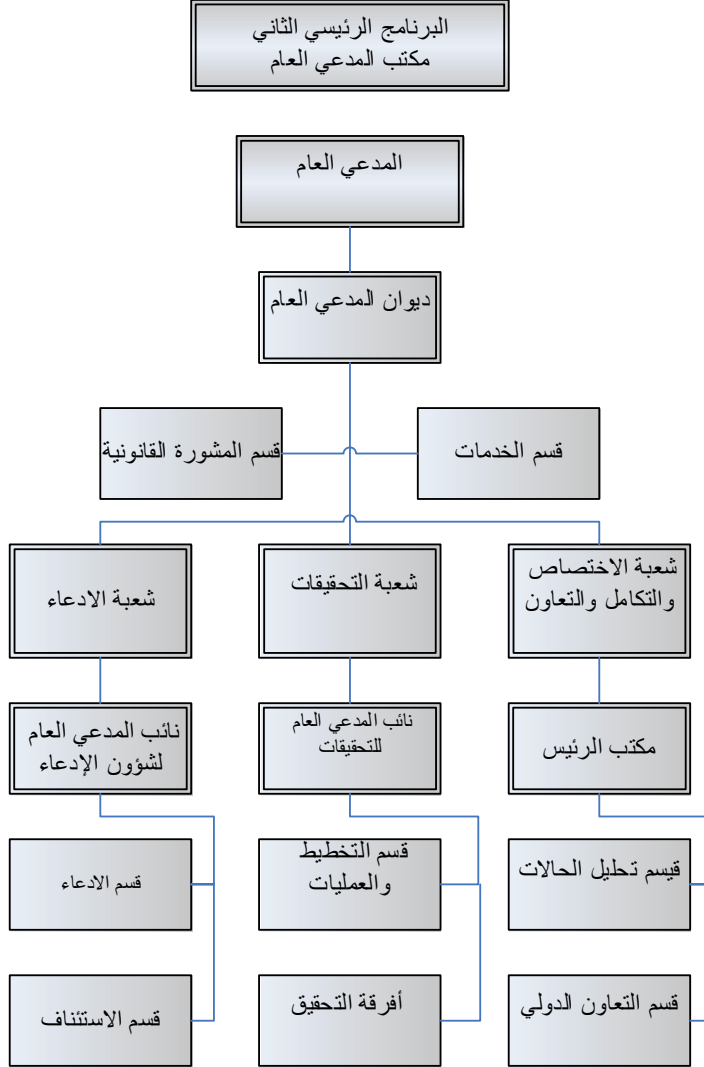 البرنامج الرئيسي الثاني
مكتب المدعي العام
المدعي العام
ديوان المدعي العام
قسم الخدمات
قسم المشورة القانونية
شعبة الاختصاص
والتكامل والتعاون
شعبة التحقيقات
شعبة الادعاء
مكتب الرئيس
نائب المدعي العام
للتحقيقات
نائب المدعي العام
لشؤون الإدعاء
قيسم تحليل الحالات
قسم التخطيط
والعمليات
قسم الادعاء
قسم التعاون الدولي
أفرقة التحقيق
قسم الاستئناف